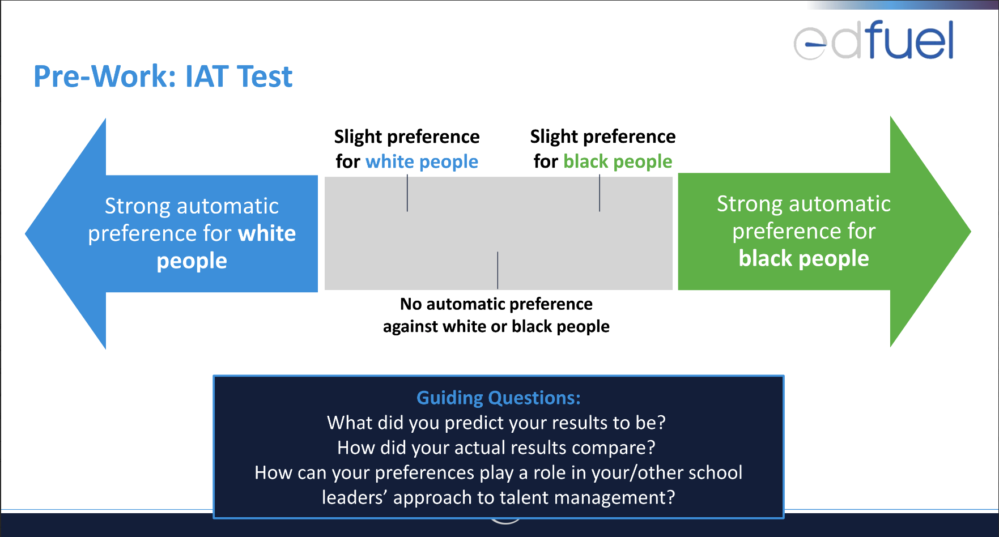 edfuel
Pre-Work: IAT Test
Slight preference
for white people
Slight preference
for black people
Strong automatic
preference for white
people
Strong automatic
preference for
black people
No automatic preference
against white or black people
Guiding Questions:
What did you predict your results to be?
How did your actual results compare?
How can your preferences play a role in your/other school
leaders’ approach to talent management?